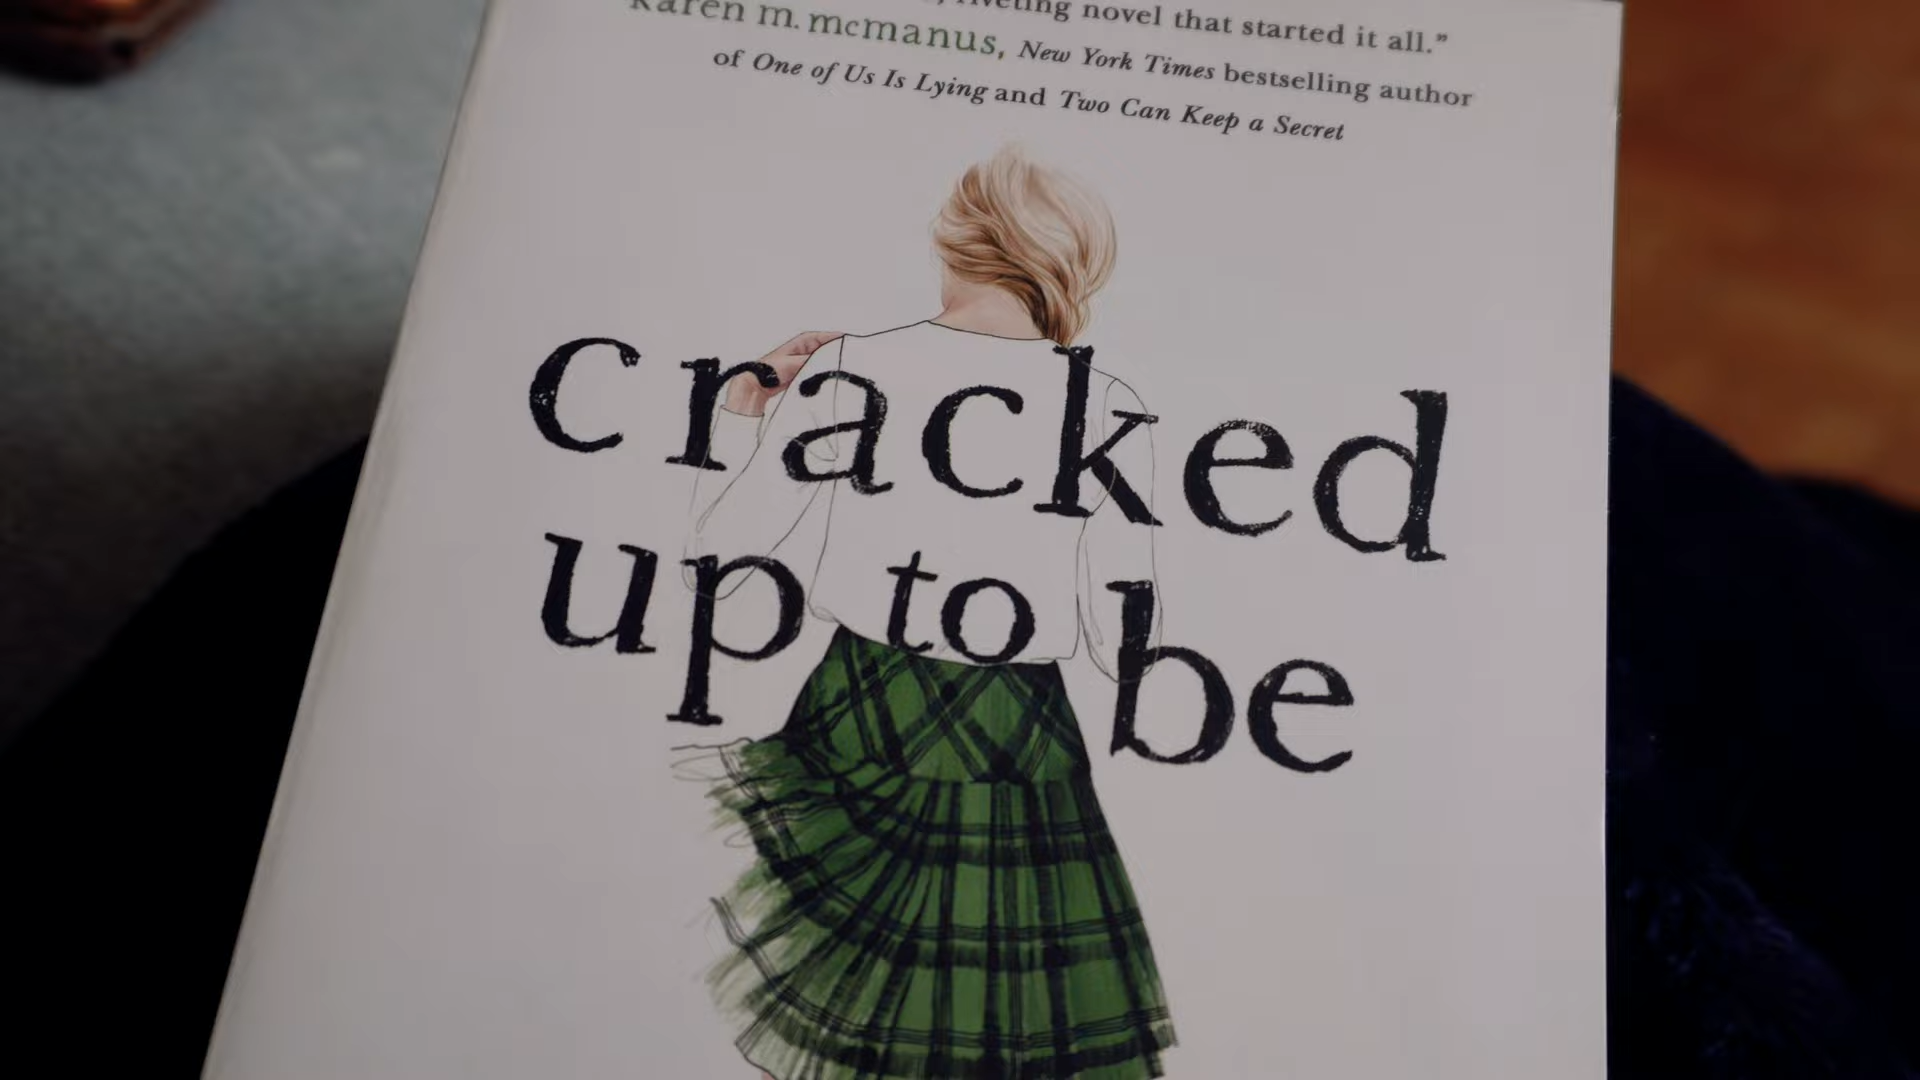 riveting novel that started it all.”
karen m. mcmanus, New York Times bestselling author
of One of Us Is Lying and Two Can Keep a Secret
cracked
up to be